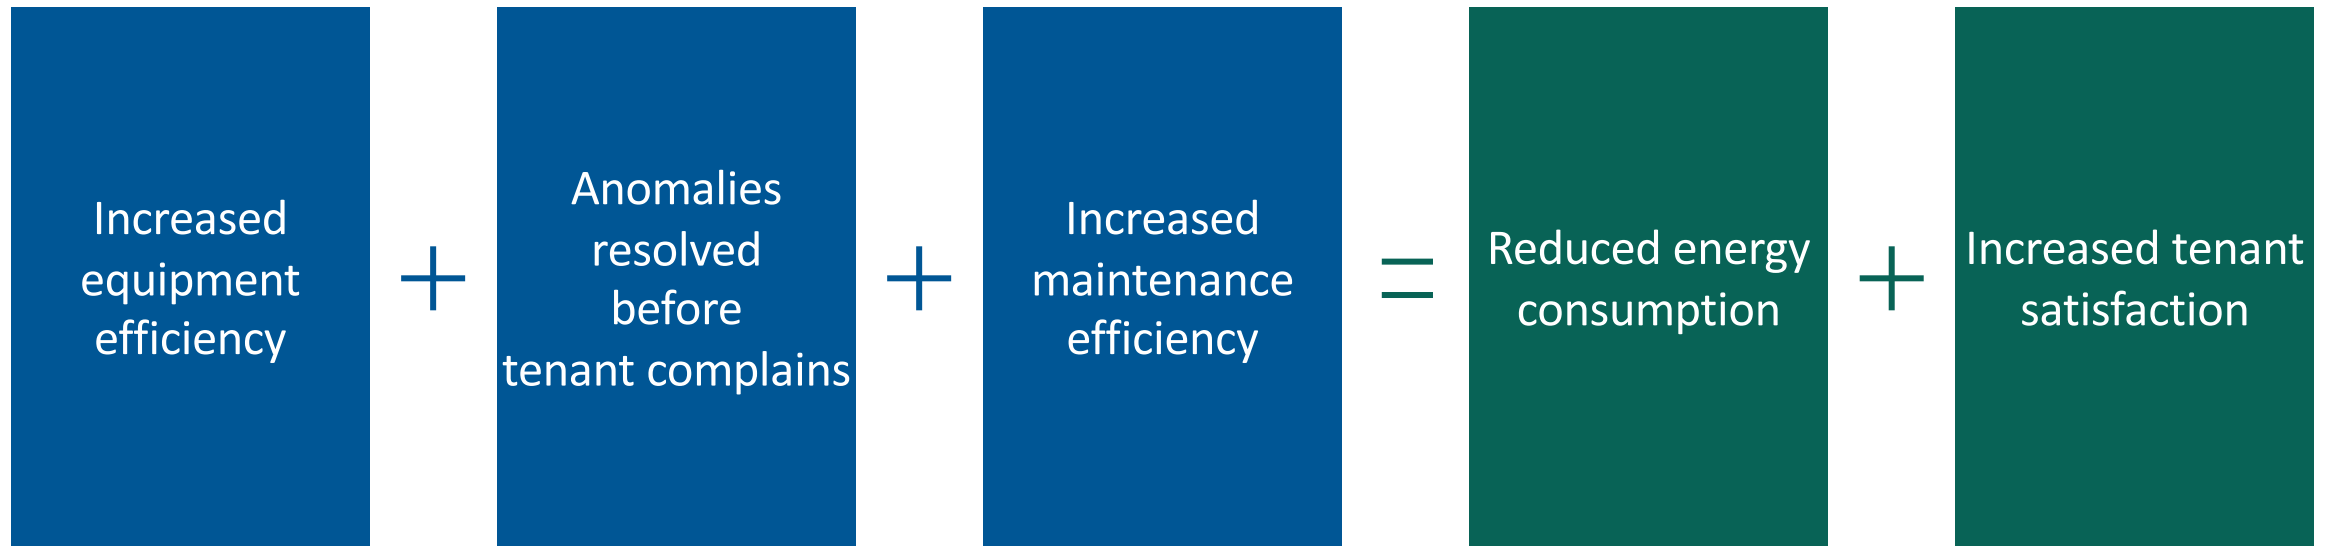 Increased
equipment
efficiency
+
Anomalies
resolved
before
tenant complains
+
Increased
maintenance
efficiency
=
Reduced energy
consumption
+
Increased tenant
satisfaction